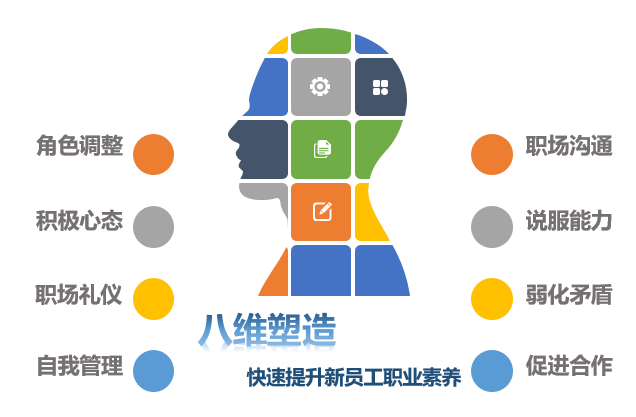 角色调整
职场沟通
积极心态
说服能力
职场礼仪
弱化矛盾
自我管理
促进合作
八维塑造
快速提升新员工职业素养